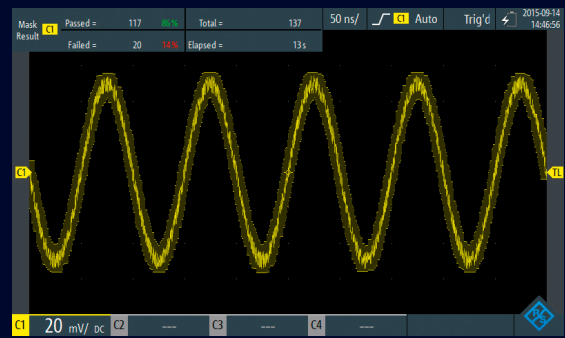 Mask Result C1 Passed = 117 86% Total = 137 50 ns/ C1 Auto Trig'd 2015-09-14
Failed = 20 14% Elapsed = 13 s 14:46:56
C1 TL
C1 20 mV/ DC C2 --- C3 --- C4 ---
R S